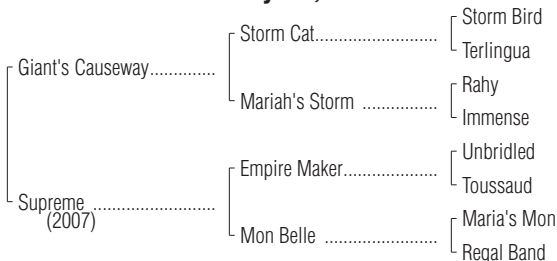 Storm Bird
Storm Cat........................
Terlingua
Giant's Causeway..............
Rahy
Mariah's Storm ................
Immense
Unbridled
Empire Maker....................
Toussaud
Supreme ..........................
(2007)
Maria's Mon
Mon Belle ........................
Regal Band